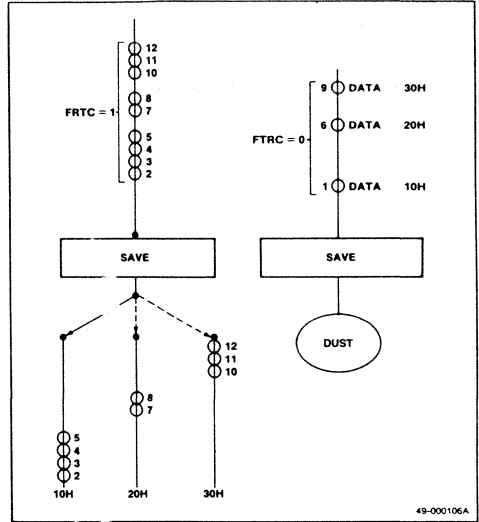 12
11
10
8
7
FRTC = 1
5
4
3
2
9 DATA 30H
6 DATA 20H
FTRC = 0
1 DATA 10H
SAVE
SAVE
DUST
12
11
10
8
7
5
4
3
2
10H 20H 30H
49-000106A